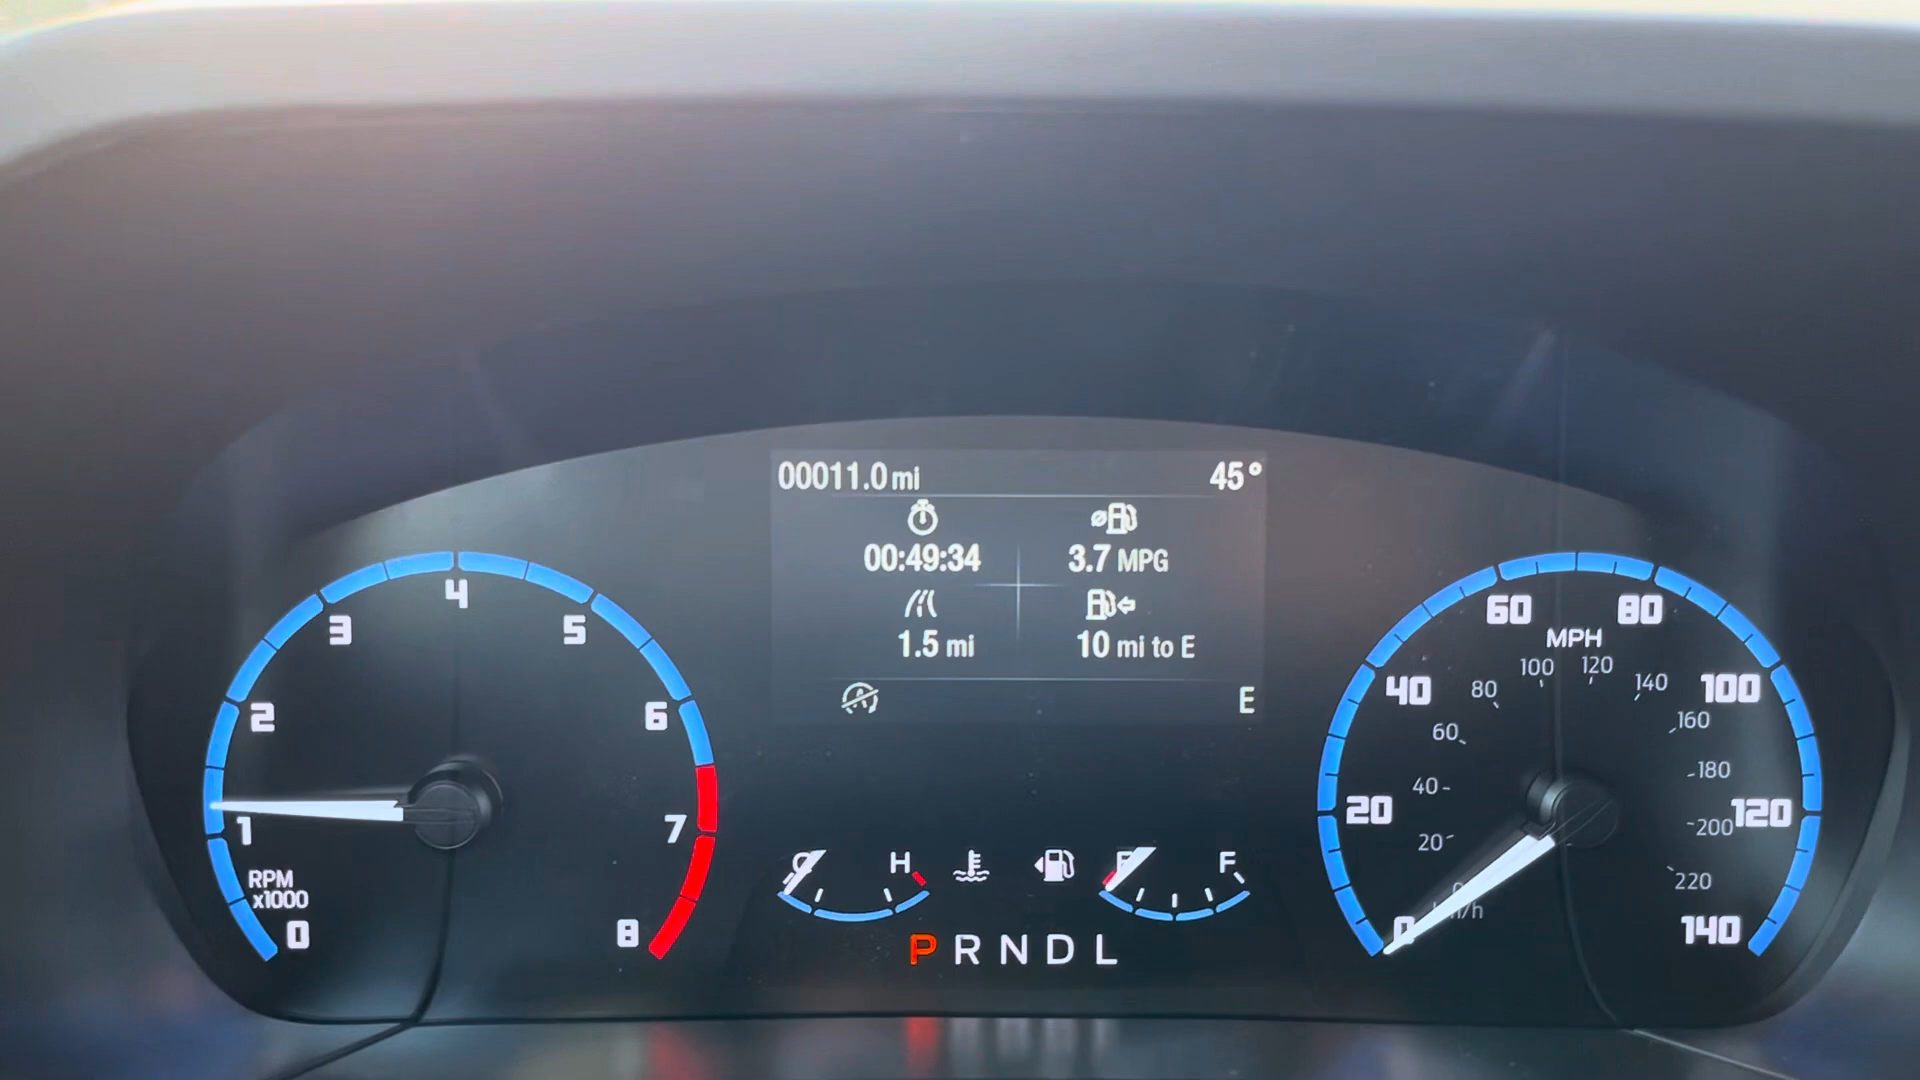 00011.0 mi 45°
00:49:34 3.7 MPG
1.5 mi 10 mi to E
E
0 1 2 3 4 5 6 7 8
RPM
x1000
C H
E F
P R N D L
0 20 40 60 80 100 120 140
MPH
0 20 40 60 80 100 120 140 160 180 200 220
km/h